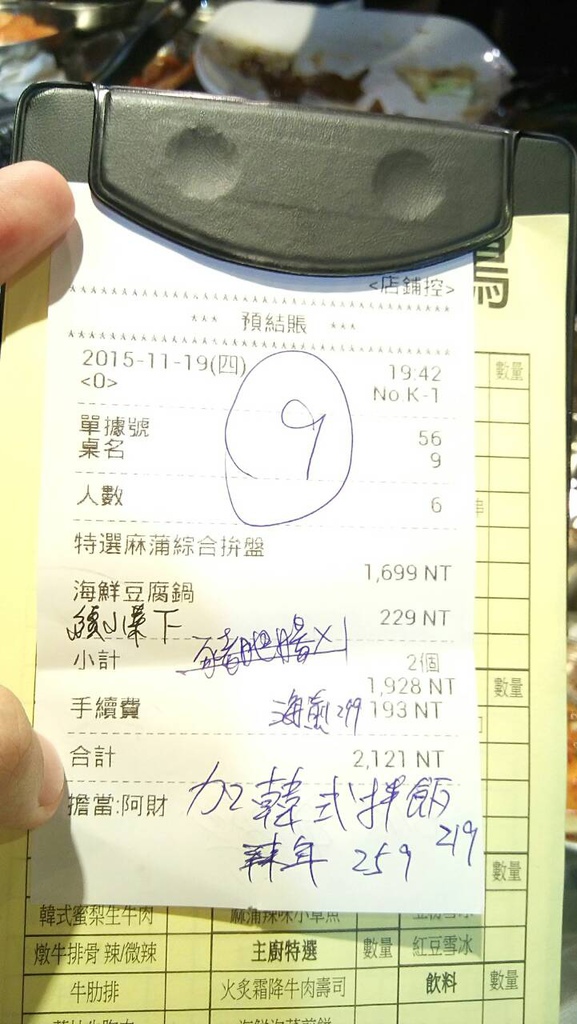 鴨
<店鋪控>
*** 預結賬 ***
2015-11-19(四) 19:42
<0> No.K-1
9
單據號 56
桌名 9
人數 6
特選麻蒲綜合拚盤
1,699 NT
海鮮豆腐鍋
229 NT
小計 2個
1,928 NT
手續費 193 NT
海煎 299
合計 2,121 NT
擔當:阿財
加韓式拌飯
219
辣年 259
數量
數量
數量
韓式蜜梨生牛肉
燉牛排骨 辣/微辣 主廚特選 數量 紅豆雪冰
牛肋排 火炙霜降牛肉壽司 飲料 數量